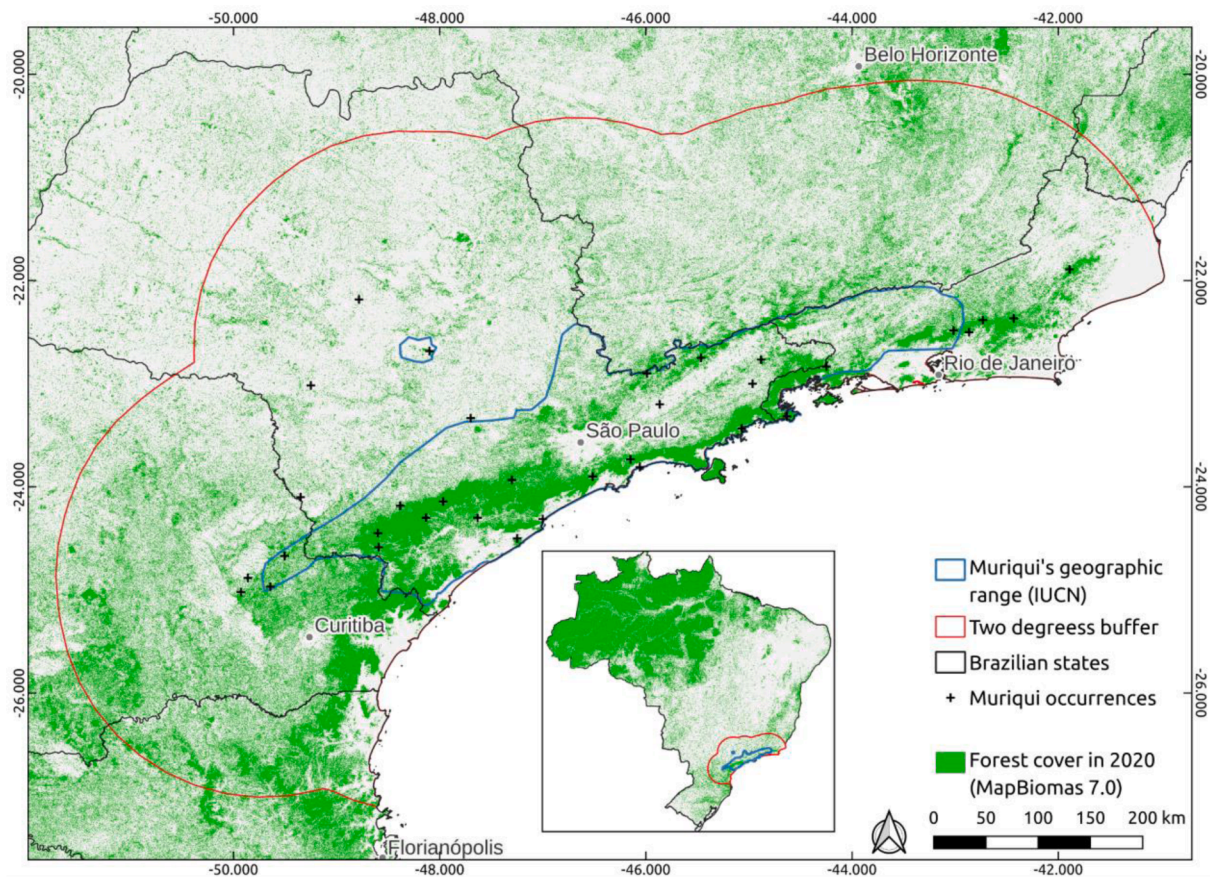 -50.000 -48.000 -46.000 -44.000 -42.000
Belo Horizonte
-20.000 -20.000
-22.000 -22.000
Rio de Janeiro
São Paulo
-24.000 -24.000
Curitiba
-26.000 -26.000
Florianópolis
Muriqui's geographic
range (IUCN)
Two degreess buffer
Brazilian states
Muriqui occurrences
Forest cover in 2020
(MapBiomas 7.0)
0 50 100 150 200 km
-50.000 -48.000 -46.000 -44.000 -42.000